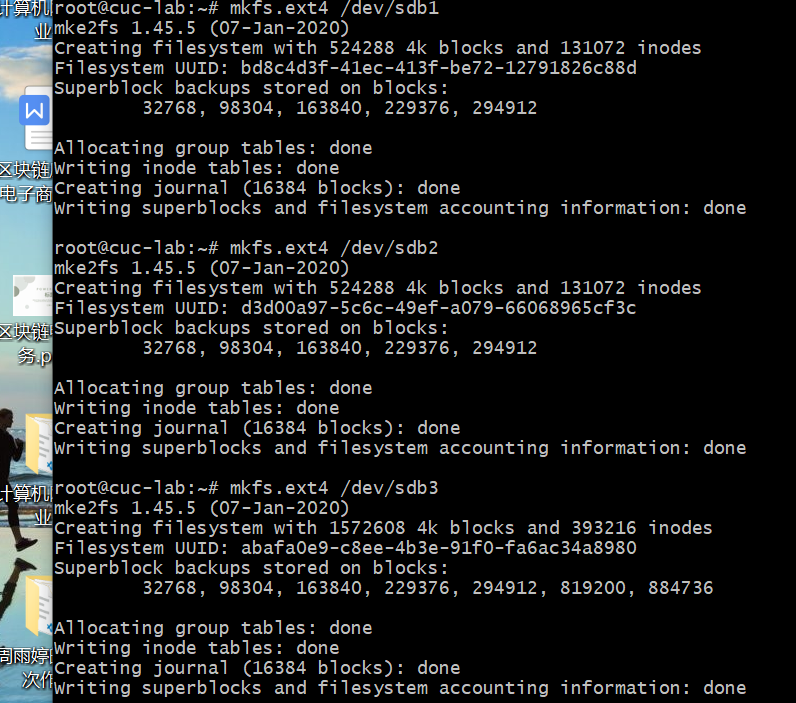 计算机
业
W
区块链
电子商
区块链
务.p
计算机
业
周雨婷
次作
root@cuc-lab:~# mkfs.ext4 /dev/sdb1
mke2fs 1.45.5 (07-Jan-2020)
Creating filesystem with 524288 4k blocks and 131072 inodes
Filesystem UUID: bd8c4d3f-41ec-413f-be72-12791826c88d
Superblock backups stored on blocks:
        32768, 98304, 163840, 229376, 294912
Allocating group tables: done
Writing inode tables: done
Creating journal (16384 blocks): done
Writing superblocks and filesystem accounting information: done
root@cuc-lab:~# mkfs.ext4 /dev/sdb2
mke2fs 1.45.5 (07-Jan-2020)
Creating filesystem with 524288 4k blocks and 131072 inodes
Filesystem UUID: d3d00a97-5c6c-49ef-a079-66068965cf3c
Superblock backups stored on blocks:
        32768, 98304, 163840, 229376, 294912
Allocating group tables: done
Writing inode tables: done
Creating journal (16384 blocks): done
Writing superblocks and filesystem accounting information: done
root@cuc-lab:~# mkfs.ext4 /dev/sdb3
mke2fs 1.45.5 (07-Jan-2020)
Creating filesystem with 1572608 4k blocks and 393216 inodes
Filesystem UUID: abafa0e9-c8ee-4b3e-91f0-fa6ac34a8980
Superblock backups stored on blocks:
        32768, 98304, 163840, 229376, 294912, 819200, 884736
Allocating group tables: done
Writing inode tables: done
Creating journal (16384 blocks): done
Writing superblocks and filesystem accounting information: done